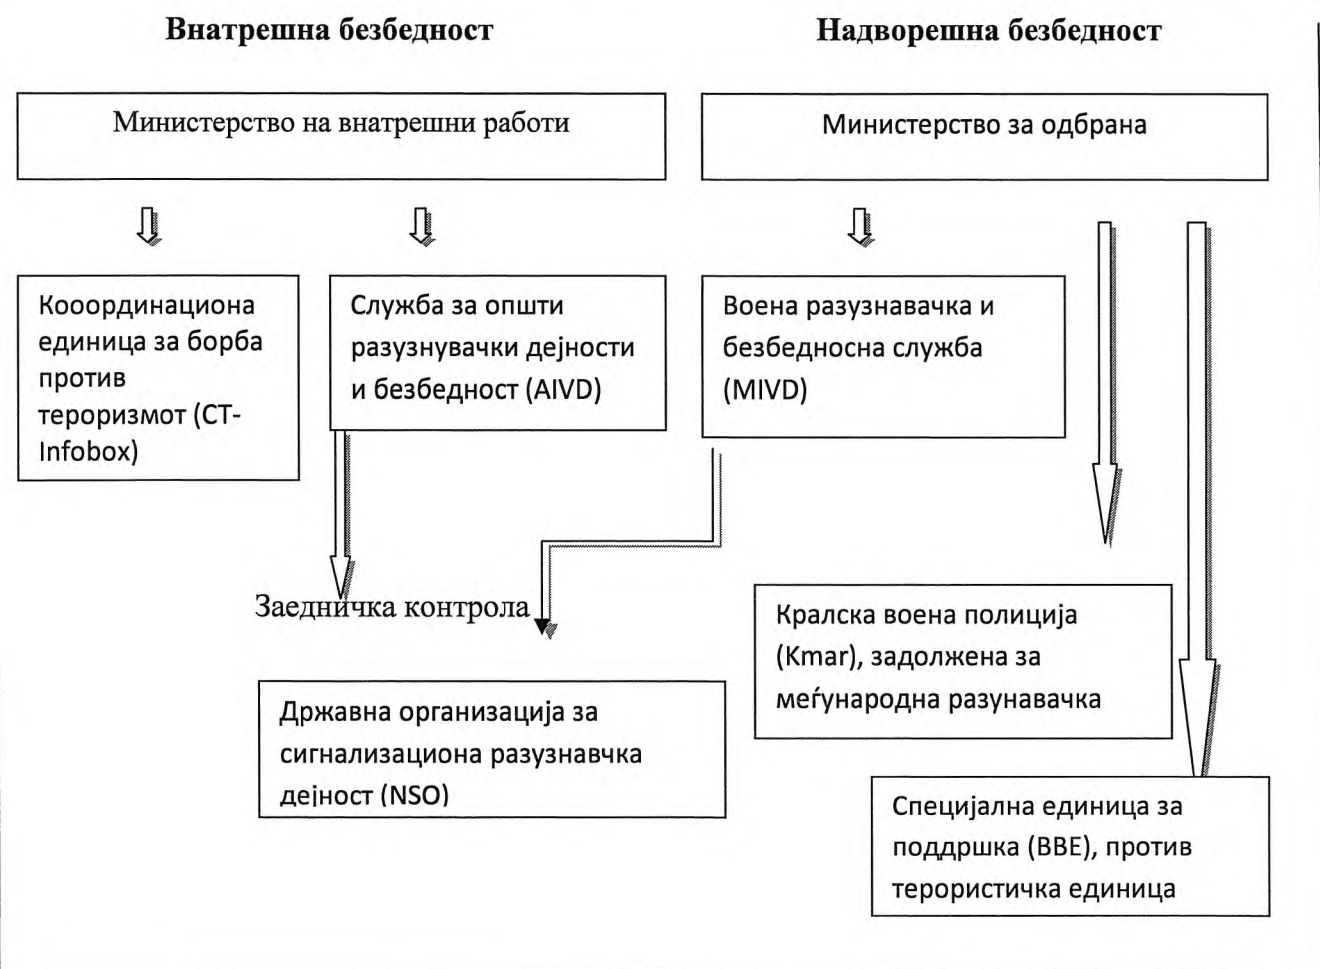 Внатрешна безбедност
Надворешна безбедност
Министерство на внатрешни работи
Министерство за одбрана
Кооординациона
единица за борба
против
тероризмот (CT-
Infobox)
Служба за општи
разузнувачки дејности
и безбедност (AIVD)
Воена разузнавачка и
безбедносна служба
(MIVD)
Заедничка контрола
Државна организација за
сигнализациона разузнавчка
дејност (NSO)
Кралска воена полиција
(Kmar), задолжена за
меѓународна разунавачка
Специјална единица за
поддршка (BBE), против
терористичка единица